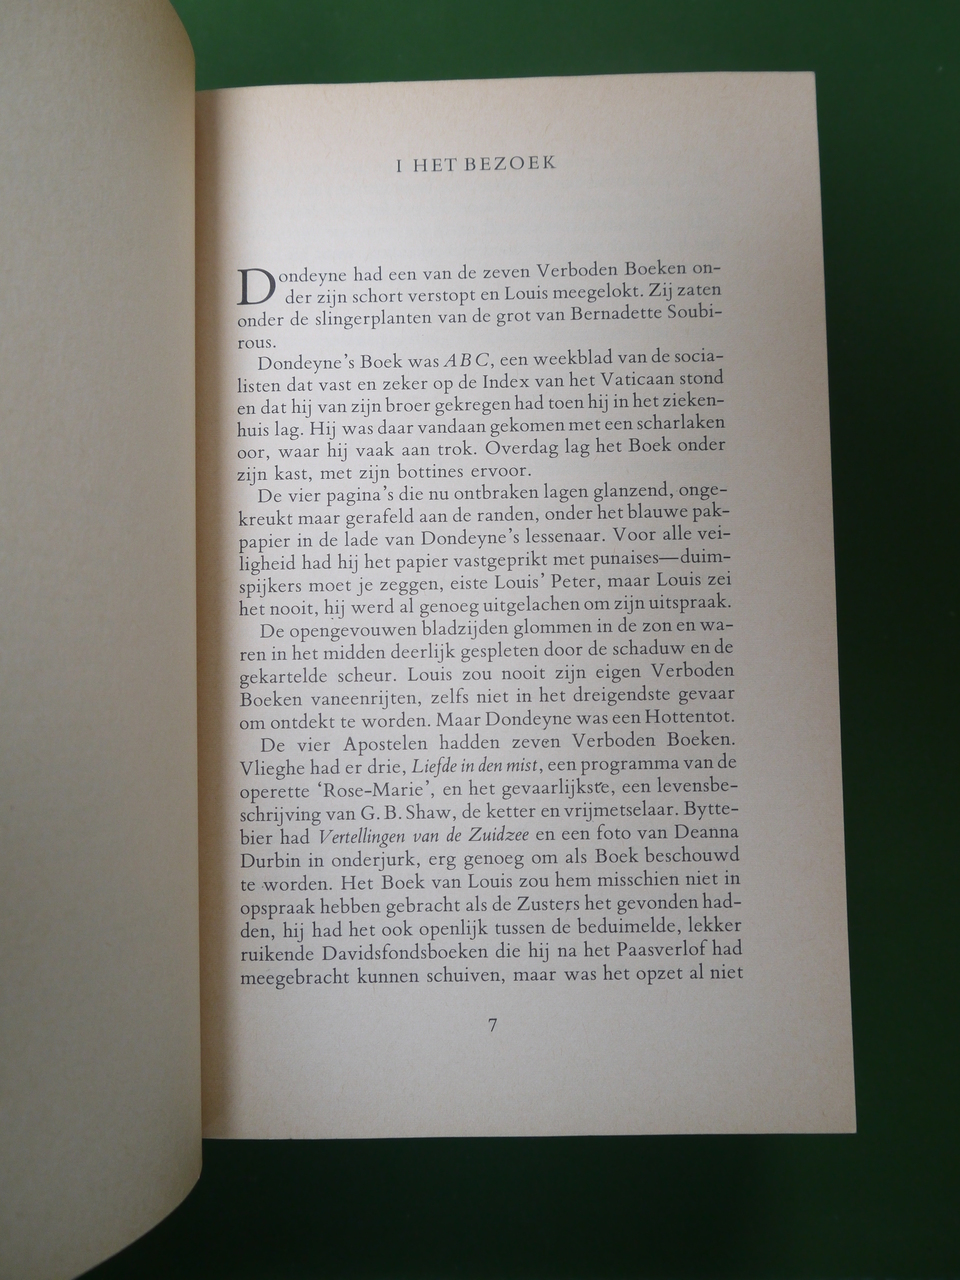 I HET BEZOEK
Dondeyne had een van de zeven Verboden Boeken on-
der zijn schort verstopt en Louis meegelokt. Zij zaten
onder de slingerplanten van de grot van Bernadette Soubi-
rous.
Dondeyne's Boek was ABC, een weekblad van de socia-
listen dat vast en zeker op de Index van het Vaticaan stond
en dat hij van zijn broer gekregen had toen hij in het zieken-
huis lag. Hij was daar vandaan gekomen met een scharlaken
oor, waar hij vaak aan trok. Overdag lag het Boek onder
zijn kast, met zijn bottines ervoor.
De vier pagina's die nu ontbraken lagen glanzend, onge-
kreukt maar gerafeld aan de randen, onder het blauwe pak-
papier in de lade van Dondeyne's lessenaar. Voor alle vei-
ligheid had hij het papier vastgeprikt met punaises—duim-
spijkers moet je zeggen, eiste Louis' Peter, maar Louis zei
het nooit, hij werd al genoeg uitgelachen om zijn uitspraak.
De opengevouwen bladzijden glommen in de zon en wa-
ren in het midden deerlijk gespleten door de schaduw en de
gekartelde scheur. Louis zou nooit zijn eigen Verboden
Boeken vaneenrijten, zelfs niet in het dreigendste gevaar
om ontdekt te worden. Maar Dondeyne was een Hottentot.
De vier Apostelen hadden zeven Verboden Boeken.
Vlieghe had er drie, Liefde in den mist, een programma van de
operette 'Rose-Marie', en het gevaarlijkste, een levensbe-
schrijving van G. B. Shaw, de ketter en vrijmetselaar. Bytte-
bier had Vertellingen van de Zuidzee en een foto van Deanna
Durbin in onderjurk, erg genoeg om als Boek beschouwd
te worden. Het Boek van Louis zou hem misschien niet in
opspraak hebben gebracht als de Zusters het gevonden had-
den, hij had het ook openlijk tussen de beduimelde, lekker
ruikende Davidsfondsboeken die hij na het Paasverlof had
meegebracht kunnen schuiven, maar was het opzet al niet
7